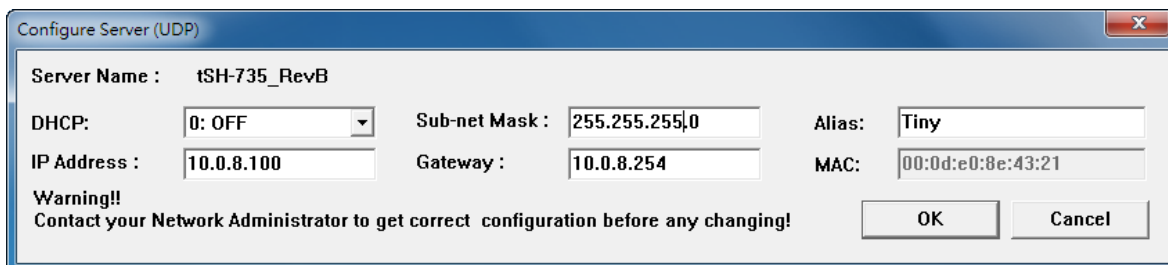 Configure Server (UDP)
x
Server Name : tSH-735_RevB
DHCP: 0: OFF Sub-net Mask : 255.255.255.0 Alias: Tiny
IP Address : 10.0.8.100 Gateway : 10.0.8.254 MAC: 00:0d:e0:8e:43:21
Warning!!
Contact your Network Administrator to get correct configuration before any changing!
OK Cancel